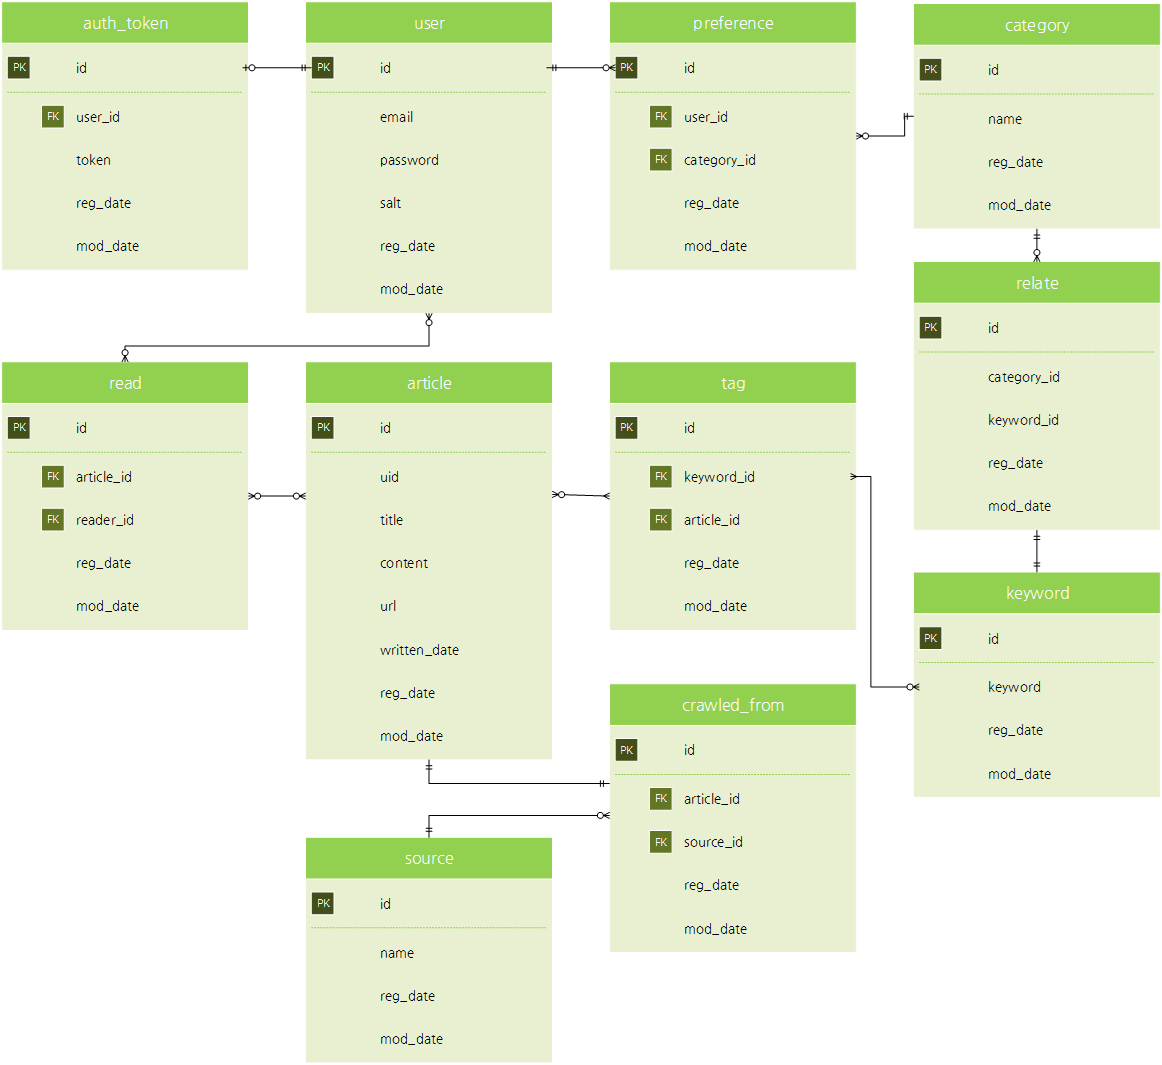 auth_token
PK id
FK user_id
token
reg_date
mod_date
user
PK id
email
password
salt
reg_date
mod_date
preference
PK id
FK user_id
FK category_id
reg_date
mod_date
category
PK id
name
reg_date
mod_date
relate
PK id
category_id
keyword_id
reg_date
mod_date
read
PK id
FK article_id
FK reader_id
reg_date
mod_date
article
PK id
uid
title
content
url
written_date
reg_date
mod_date
tag
PK id
FK keyword_id
FK article_id
reg_date
mod_date
keyword
PK id
keyword
reg_date
mod_date
crawled_from
PK id
FK article_id
FK source_id
reg_date
mod_date
source
PK id
name
reg_date
mod_date